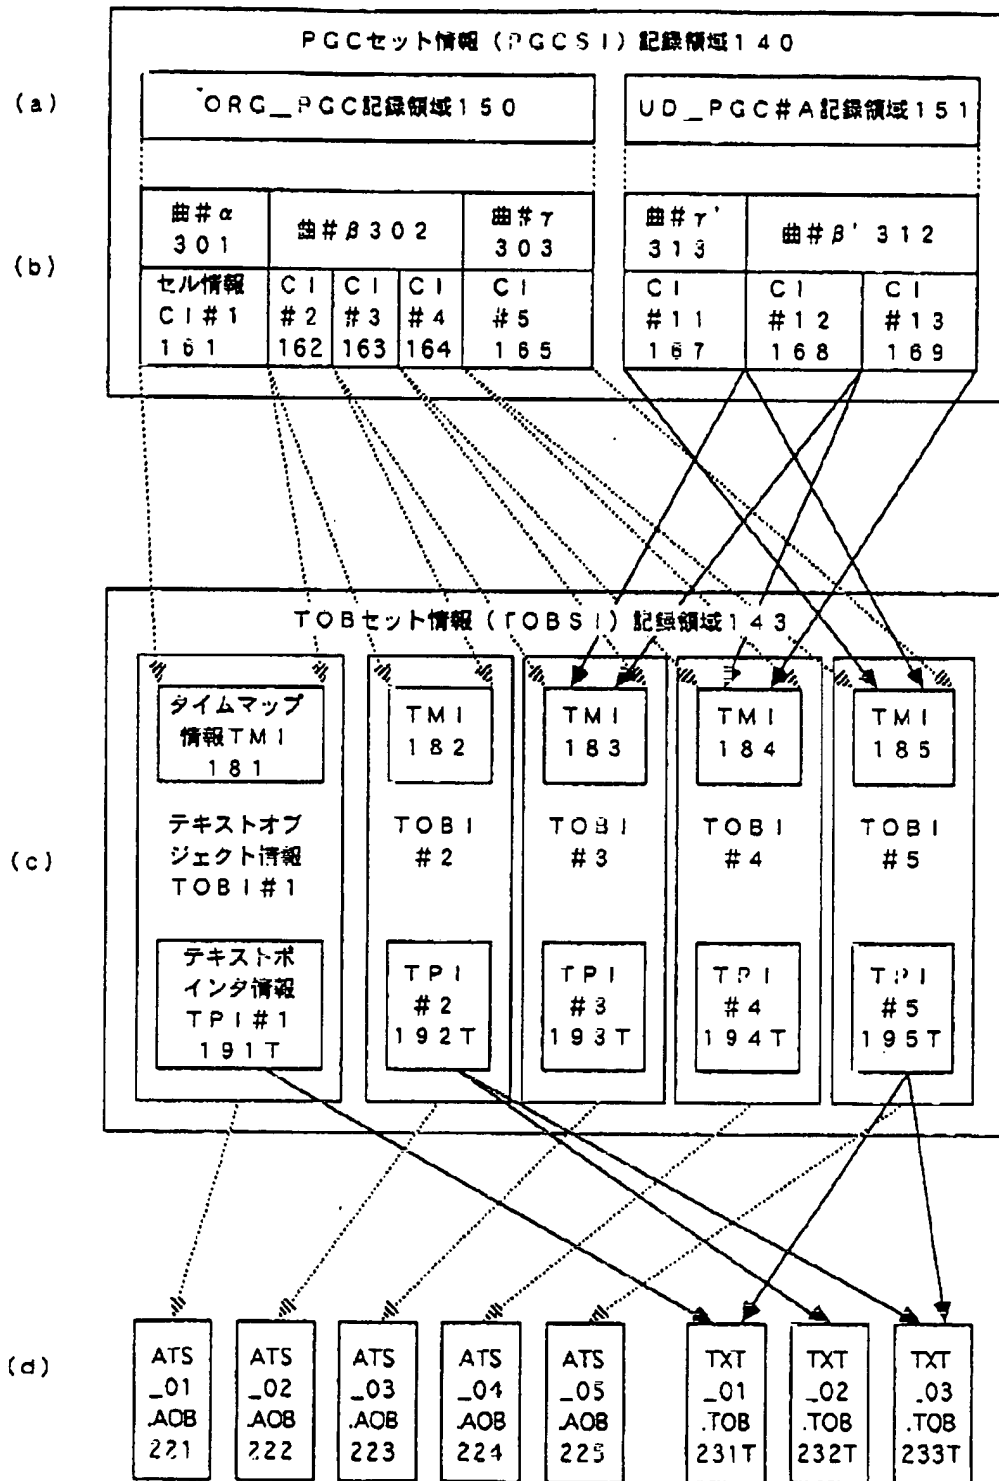 PGCセット情報(PGCSI)記録領域140
(a)
ORG__PGC記録領域150
UD__PGC#A記録領域151
(b)
曲#α
301
曲#β302
曲#γ
303
曲#γ'
313
曲#β'312
セル情報
CI#1
161
CI
#2
162
CI
#3
163
CI
#4
164
CI
#5
165
CI
#11
167
CI
#12
168
CI
#13
169
TOBセット情報(TOBSI)記録領域143
(c)
タイムマップ
情報TMI
181
TMI
182
TMI
183
TMI
184
TMI
185
テキストオブ
ジェクト情報
TOBI#1
TOBI
#2
TOBI
#3
TOBI
#4
TOBI
#5
テキストポ
インタ情報
TPI#1
191T
TPI
#2
192T
TPI
#3
193T
TPI
#4
194T
TPI
#5
195T
(d)
ATS
_01
.AOB
221
ATS
_02
.AOB
222
ATS
_03
.AOB
223
ATS
_04
.AOB
224
ATS
_05
.AOB
225
TXT
_01
.TOB
231T
TXT
_02
.TOB
232T
TXT
_03
.TOB
233T